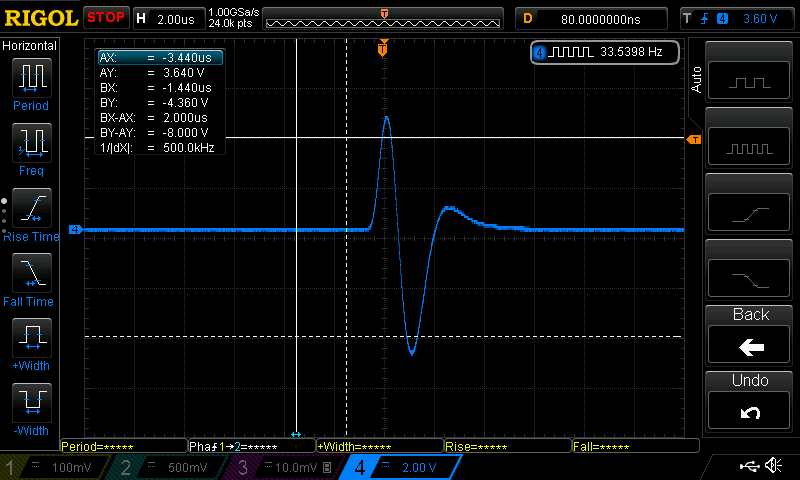 RIGOL STOP H 2.00us 1.00GSa/s 24.0k pts D 80.0000000ns T 4 3.60 V
Horizontal
Period
Freq
Rise Time
Fall Time
+Width
-Width
AX: = -3.440us
AY: = 3.640 V
BX: = -1.440us
BY: = -4.360 V
BX-AX: = 2.000us
BY-AY: = -8.000 V
1/|dX|: = 500.0kHz
T
4 33.5398 Hz
T
4
Auto
Back
Undo
Period=***** Pha1→2=***** +Width=***** Rise=***** Fall=*****
1 100mV 2 500mV 3 10.0mV B 4 2.00 V